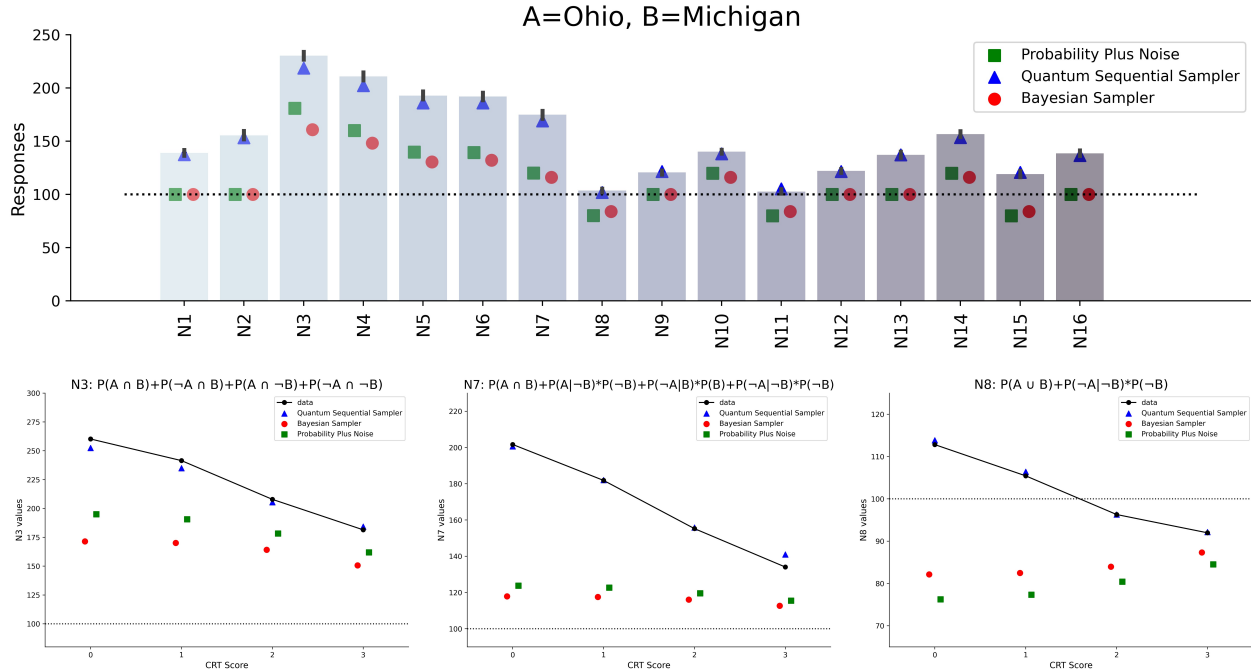 A=Ohio, B=Michigan
250
200
150
100
50
0
Responses
Probability Plus Noise
Quantum Sequential Sampler
Bayesian Sampler
N1
N2
N3
N4
N5
N6
N7
N8
N9
N10
N11
N12
N13
N14
N15
N16
N3: P(A ∩ B)+P(¬A ∩ B)+P(A ∩ ¬B)+P(¬A ∩ ¬B)
300
275
250
225
200
175
150
125
100
N3 values
data
Quantum Sequential Sampler
Bayesian Sampler
Probability Plus Noise
0
1
2
3
CRT Score
N7: P(A ∩ B)+P(A|¬B)*P(¬B)+P(¬A|B)*P(B)+P(¬A|¬B)*P(¬B)
220
200
180
160
140
120
100
N7 values
data
Quantum Sequential Sampler
Bayesian Sampler
Probability Plus Noise
0
1
2
3
CRT Score
N8: P(A ∪ B)+P(¬A|¬B)*P(¬B)
120
110
100
90
80
70
N8 values
data
Quantum Sequential Sampler
Bayesian Sampler
Probability Plus Noise
0
1
2
3
CRT Score